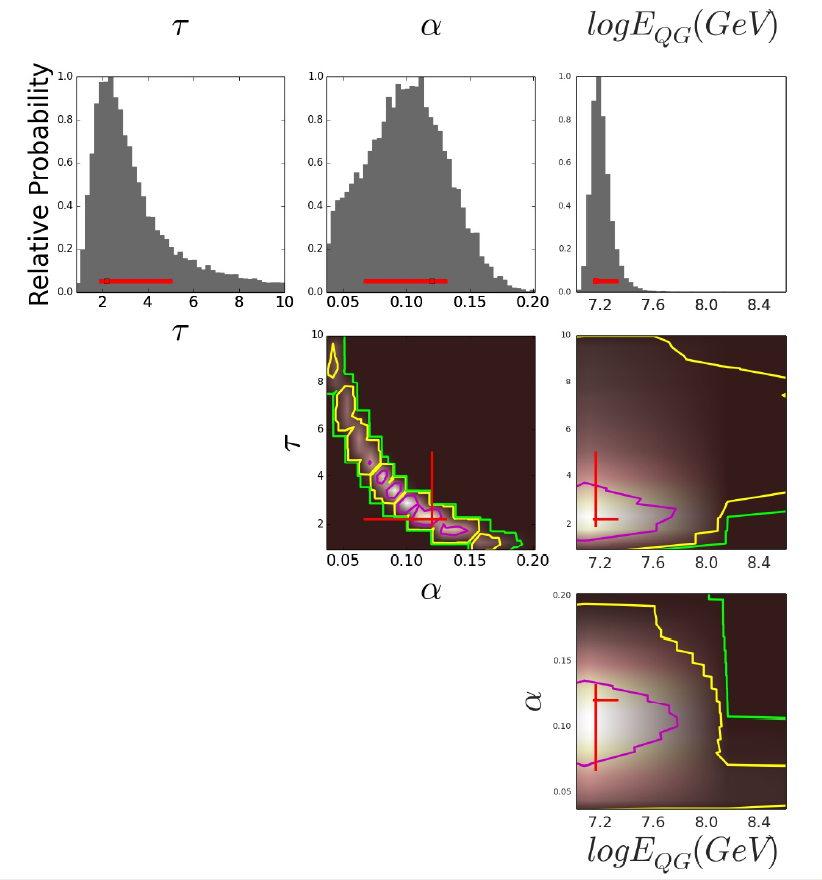 τ α logE_{QG}(GeV)
Relative Probability
1.0 1.0 1.0
0.8 0.8 0.8
0.6 0.6 0.6
0.4 0.4 0.4
0.2 0.2 0.2
0.0 0.0 0.0
2 4 6 8 10 0.05 0.10 0.15 0.20 7.2 7.6 8.0 8.4
τ
τ
10 10
8 8
6 6
4 4
2 2
0.05 0.10 0.15 0.20 7.2 7.6 8.0 8.4
α
α
0.20
0.15
0.10
0.05
7.2 7.6 8.0 8.4
logE_{QG}(GeV)